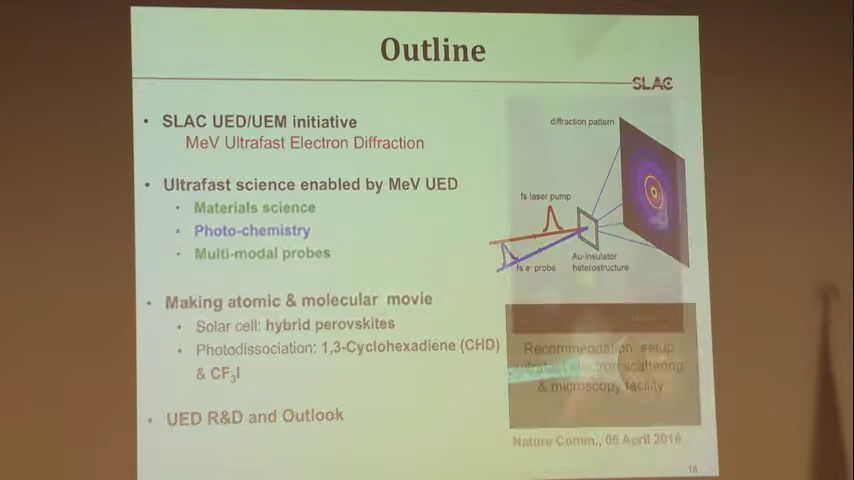 Outline
SLAC
• SLAC UED/UEM initiative
MeV Ultrafast Electron Diffraction
• Ultrafast science enabled by MeV UED
• Materials science
• Photo-chemistry
• Multi-modal probes
• Making atomic & molecular movie
• Solar cell: hybrid perovskites
• Photodissociation: 1,3-Cyclohexadiene (CHD)
& CF3I
• UED R&D and Outlook
diffraction pattern
fs laser pump
fs e- probe
Au-insulator
heterostructure
Recommendation setup
electron scattering
& microscopy facility
Nature Comm., 05 April 2018
18